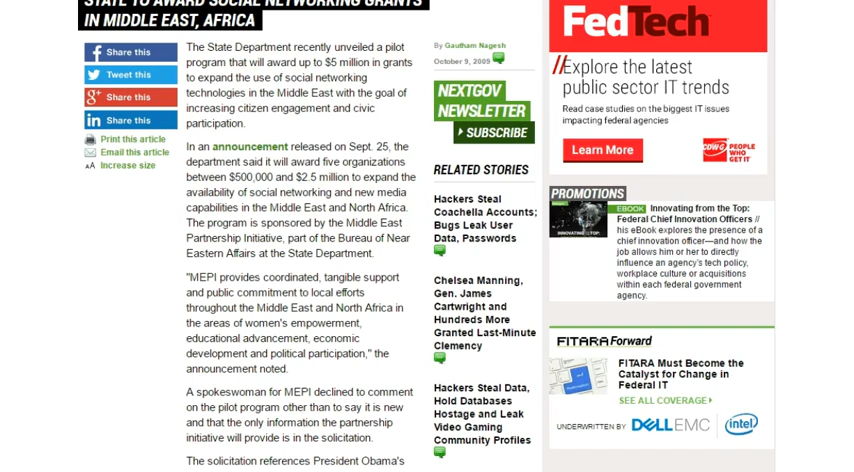 STATE TO AWARD SOCIAL NETWORKING GRANTS
IN MIDDLE EAST, AFRICA
Share this
Tweet this
Share this
Share this
Print this article
Email this article
AA Increase size
The State Department recently unveiled a pilot
program that will award up to $5 million in grants
to expand the use of social networking
technologies in the Middle East with the goal of
increasing citizen engagement and civic
participation.
In an announcement released on Sept. 25, the
department said it will award five organizations
between $500,000 and $2.5 million to expand the
availability of social networking and new media
capabilities in the Middle East and North Africa.
The program is sponsored by the Middle East
Partnership Initiative, part of the Bureau of Near
Eastern Affairs at the State Department.
"MEPI provides coordinated, tangible support
and public commitment to local efforts
throughout the Middle East and North Africa in
the areas of women's empowerment,
educational advancement, economic
development and political participation," the
announcement noted.
A spokeswoman for MEPI declined to comment
on the pilot program other than to say it is new
and that the only information the partnership
initiative will provide is in the solicitation.
The solicitation references President Obama's
By Gautham Nagesh
October 9, 2009
NEXTGOV
NEWSLETTER
SUBSCRIBE
RELATED STORIES
Hackers Steal
Coachella Accounts;
Bugs Leak User
Data, Passwords
Chelsea Manning,
Gen. James
Cartwright and
Hundreds More
Granted Last-Minute
Clemency
Hackers Steal Data,
Hold Databases
Hostage and Leak
Video Gaming
Community Profiles
FedTech
//Explore the latest
public sector IT trends
Read case studies on the biggest IT issues
impacting federal agencies
Learn More
CDW·G PEOPLE
WHO
GET IT
PROMOTIONS
INNOVATING TOP:
EBOOK Innovating from the Top:
Federal Chief Innovation Officers //
his eBook explores the presence of a
chief innovation officer—and how the
job allows him or her to directly
influence an agency's tech policy,
workplace culture or acquisitions
within each federal government
agency.
FITARA Forward
FITARA Must Become the
Catalyst for Change in
Federal IT
SEE ALL COVERAGE
UNDERWRITTEN BY DELL EMC intel